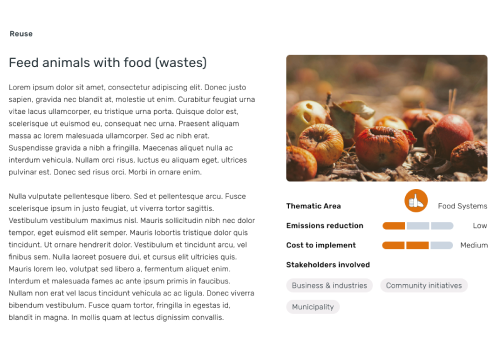 Reuse
Feed animals with food (wastes)
Lorem ipsum dolor sit amet, consectetur adipiscing elit. Donec justo
sapien, gravida nec blandit at, molestie ut enim. Curabitur feugiat urna
vitae lacus ullamcorper, eu tristique urna porta. Quisque dolor est,
scelerisque ut euismod eu, consequat nec urna. Praesent aliquam
massa ac lorem malesuada ullamcorper. Sed ac nibh erat.
Suspendisse gravida a nibh a fringilla. Maecenas aliquet nulla ac
interdum vehicula. Nullam orci risus, luctus eu aliquam eget, ultrices
pulvinar est. Donec sed risus orci. Morbi in ornare enim.
Nulla vulputate pellentesque libero. Sed et pellentesque arcu. Fusce
scelerisque ipsum in justo feugiat, ut viverra tortor sagittis.
Vestibulum vestibulum maximus nisl. Mauris sollicitudin nibh nec dolor
tempor, eget euismod elit semper. Mauris lobortis tristique dolor quis
tincidunt. Ut ornare hendrerit dolor. Vestibulum et tincidunt arcu, vel
finibus sem. Nulla laoreet posuere dui, et cursus elit ultricies quis.
Mauris lorem leo, volutpat sed libero a, fermentum aliquet enim.
Interdum et malesuada fames ac ante ipsum primis in faucibus.
Nullam non erat vel lacus tincidunt vehicula ac ac ligula. Donec viverra
bibendum vestibulum. Fusce quam tortor, fringilla in egestas id,
blandit in magna. In mollis quam at lectus dignissim convallis.
Thematic Area Food Systems
Emissions reduction Low
Cost to implement Medium
Stakeholders involved
Business & industries Community initiatives
Municipality